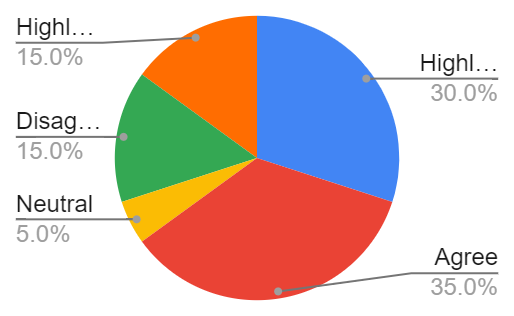 Highl…
15.0%
Highl…
30.0%
Disag…
15.0%
Neutral
5.0%
Agree
35.0%